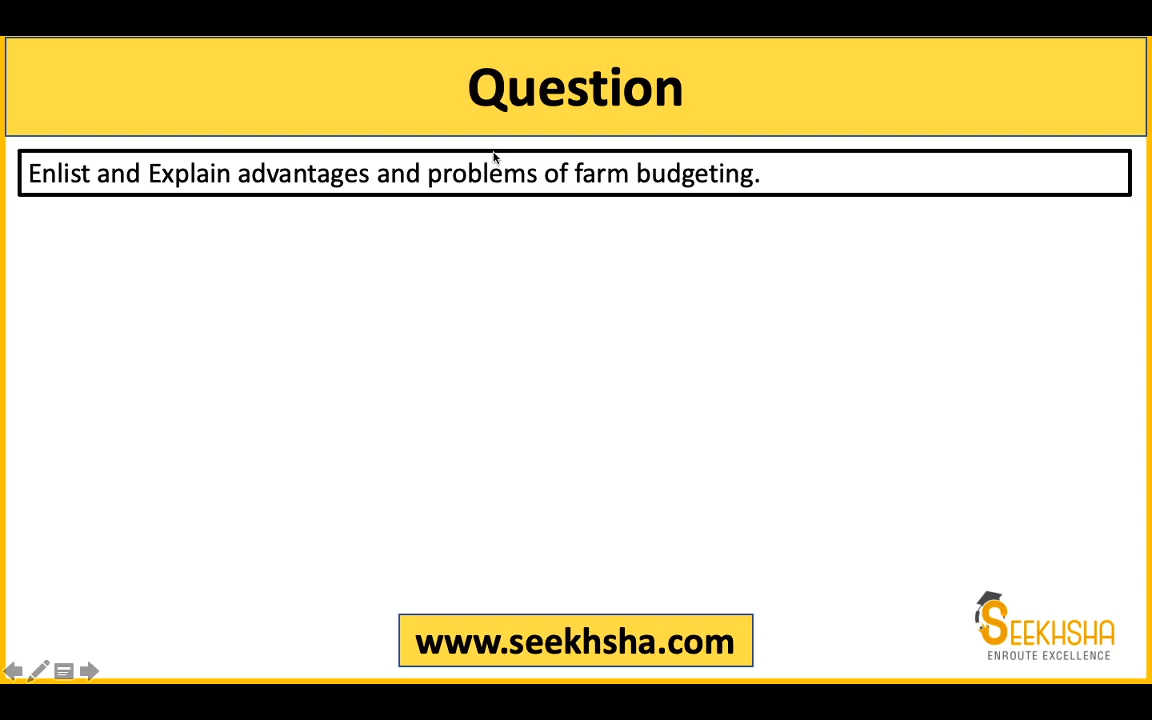 Question
Enlist and Explain advantages and problems of farm budgeting.
www.seekhsha.com
SEEKHSHA
ENROUTE EXCELLENCE